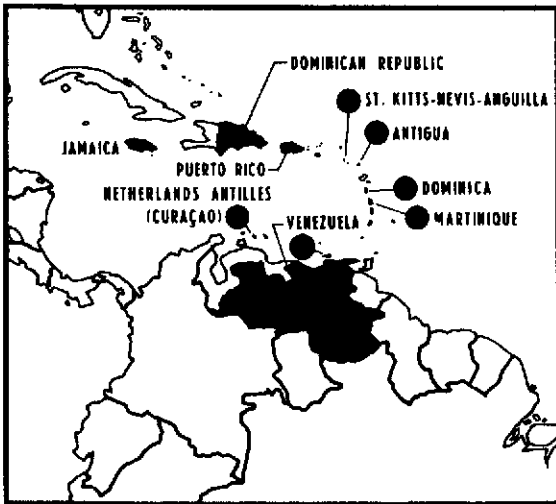 DOMINICAN REPUBLIC
ST. KITTS-NEVIS-ANGUILLA
ANTIGUA
JAMAICA
PUERTO RICO
DOMINICA
NETHERLANDS ANTILLES
(CURAÇAO)
MARTINIQUE
VENEZUELA